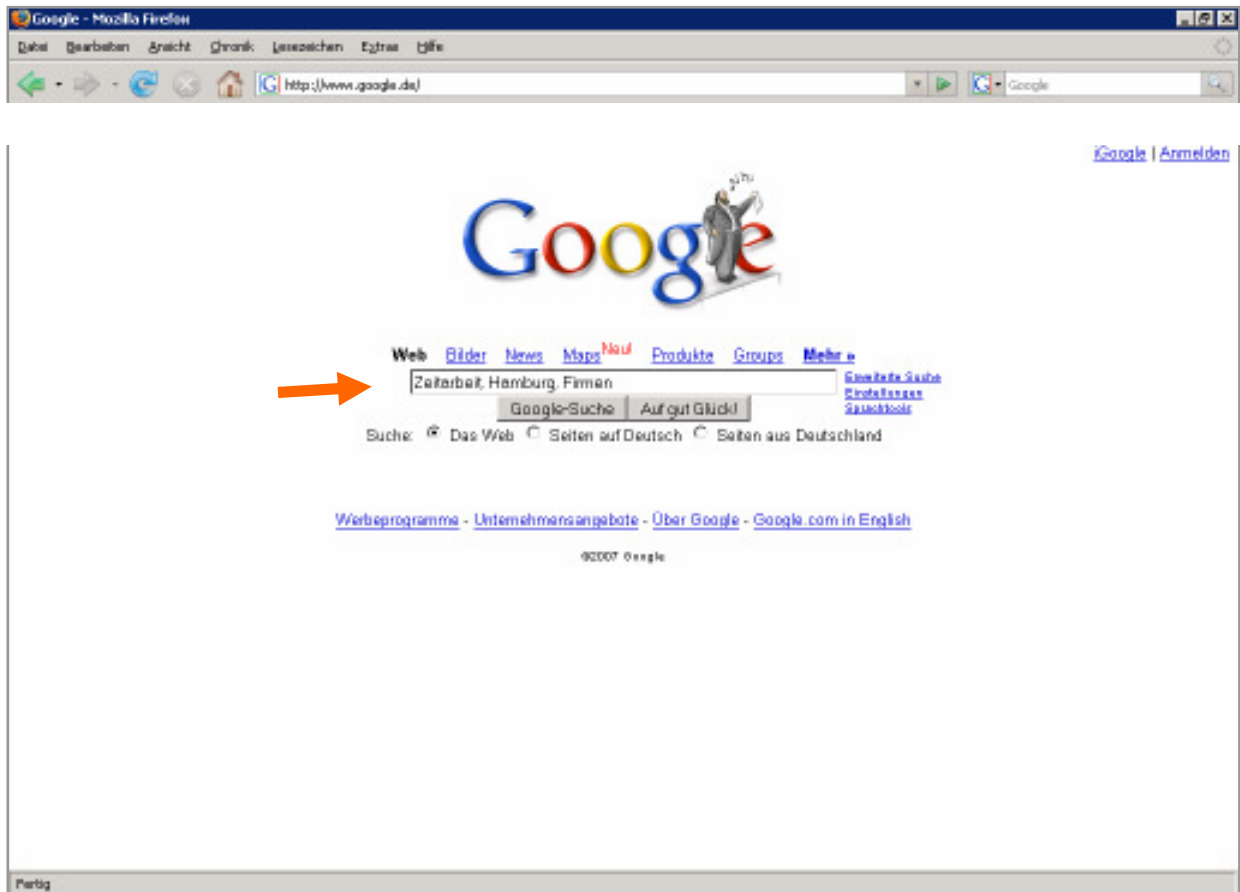 Google - Mozilla Firefox
Datei Bearbeiten Ansicht Chronik Lesezeichen Extras Hilfe
http://www.google.de/ Google
iGoogle | Anmelden
Google
Web Bilder News Maps Neu! Produkte Groups Mehr »
Zeitarbeit, Hamburg, Firmen
Erweiterte Suche
Einstellungen
Sprachtools
Google-Suche Auf gut Glück!
Suche: Das Web Seiten auf Deutsch Seiten aus Deutschland
Werbeprogramme - Unternehmensangebote - Über Google - Google.com in English
©2007 Google
Fertig